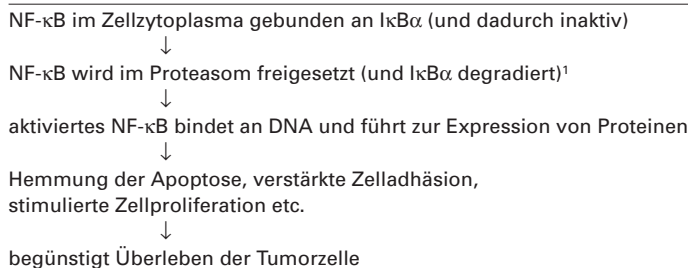 NF-κB im Zellzytoplasma gebunden an IκBα (und dadurch inaktiv)
↓
NF-κB wird im Proteasom freigesetzt (und IκBα degradiert)¹
↓
aktiviertes NF-κB bindet an DNA und führt zur Expression von Proteinen
↓
Hemmung der Apoptose, verstärkte Zelladhäsion,
stimulierte Zellproliferation etc.
↓
begünstigt Überleben der Tumorzelle